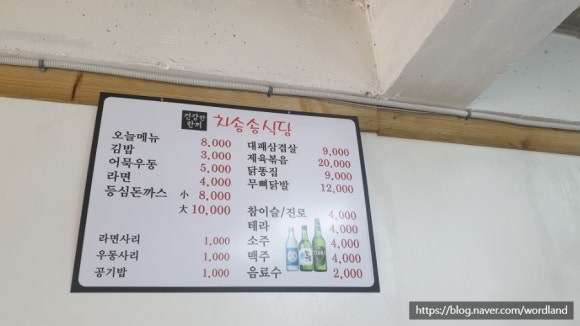 건강한
한끼
치송송식당
오늘메뉴 8,000
김밥 3,000
어묵우동 5,000
라면 4,000
등심돈까스 小 8,000
大 10,000
라면사리 1,000
우동사리 1,000
공기밥 1,000
대패삼겹살 9,000
제육볶음 20,000
닭똥집 9,000
무뼈닭발 12,000
참이슬/진로 4,000
테라 4,000
소주 4,000
맥주 4,000
음료수 2,000
https://blog.naver.com/wordland